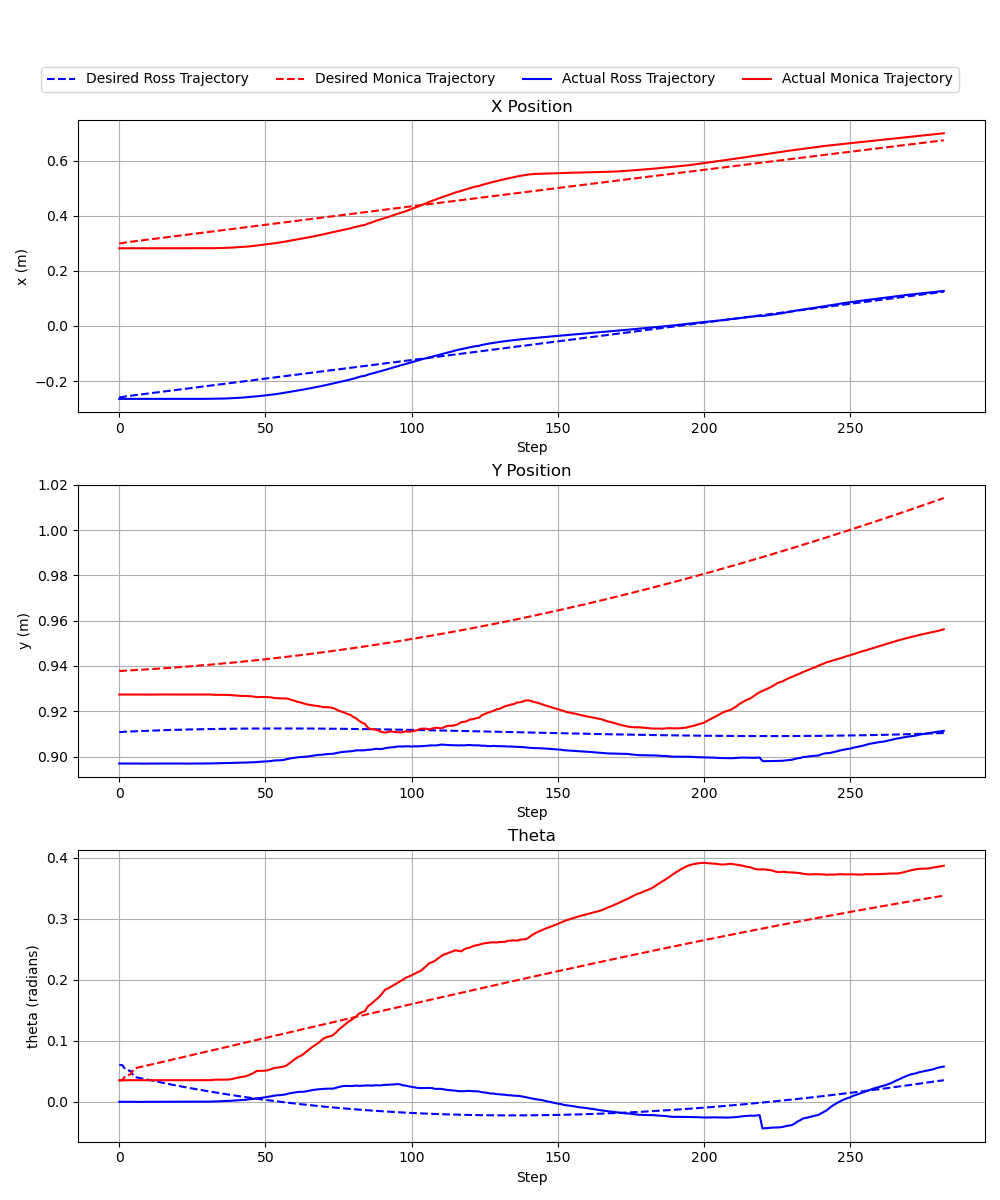 Desired Ross Trajectory Desired Monica Trajectory Actual Ross Trajectory Actual Monica Trajectory
X Position
0.6
0.4
0.2
0.0
−0.2
x (m)
0 50 100 150 200 250
Step
Y Position
1.02
1.00
0.98
0.96
0.94
0.92
0.90
y (m)
0 50 100 150 200 250
Step
Theta
0.4
0.3
0.2
0.1
0.0
theta (radians)
0 50 100 150 200 250
Step